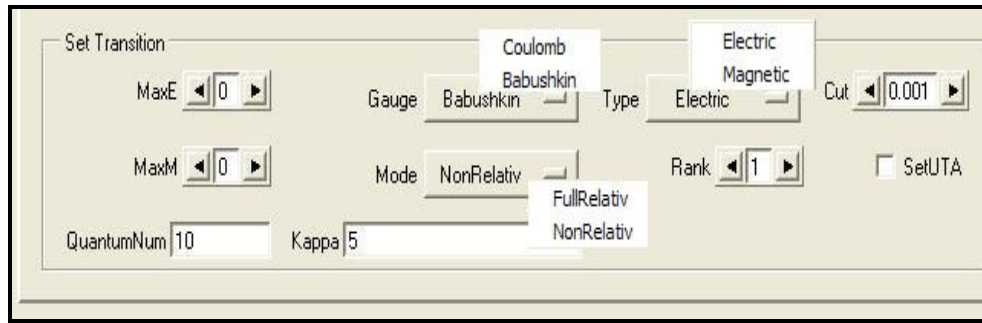 Set Transition
Coulomb
Babushkin
Electric
Magnetic
MaxE 0
Gauge Babushkin
Type Electric
Cut 0.001
MaxM 0
Mode NonRelativ
FullRelativ
NonRelativ
Rank 1
SetUTA
QuantumNum 10
Kappa 5